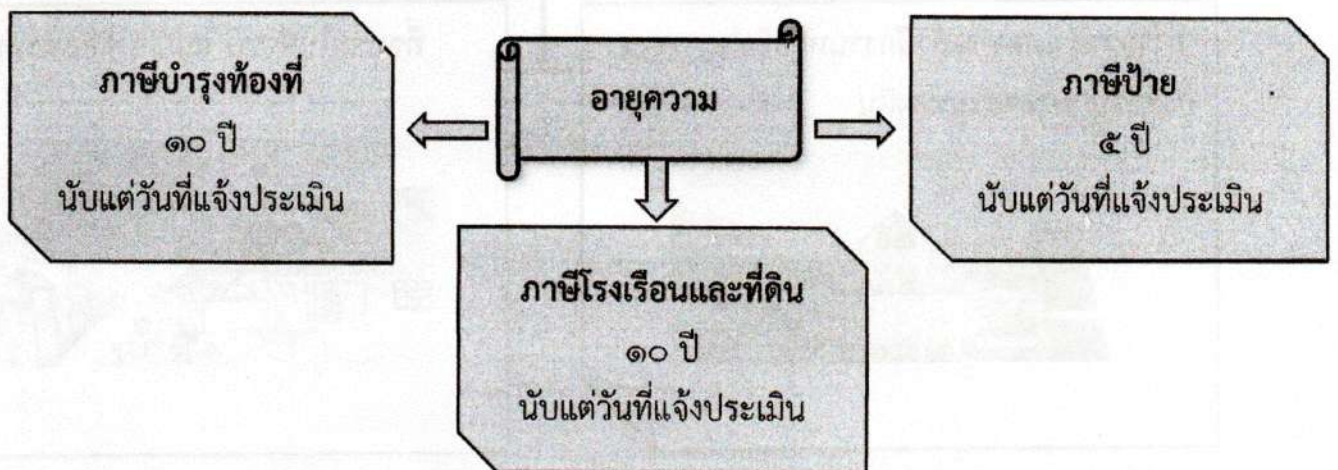 อายุความ
ภาษีบำรุงท้องที่
๑๐ ปี
นับแต่วันที่แจ้งประเมิน
ภาษีโรงเรือนและที่ดิน
๑๐ ปี
นับแต่วันที่แจ้งประเมิน
ภาษีป้าย
๕ ปี
นับแต่วันที่แจ้งประเมิน